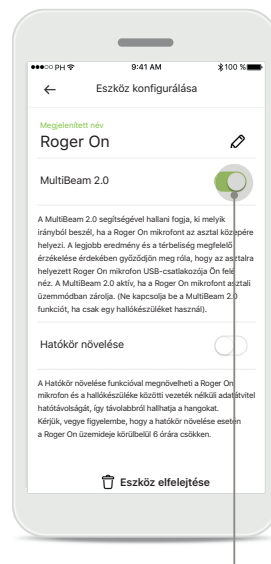 PH 9:41 AM 100 %
Eszköz konfigurálása
Megjelenített név
Roger On
MultiBeam 2.0
A MultiBeam 2.0 segítségével hallani fogja, ki melyik
irányból beszél, ha a Roger On mikrofont az asztal közepére
helyezi. A legjobb eredmény és a térbeliség megfelelő
érzékelése érdekében győződjön meg róla, hogy az asztalra
helyezett Roger On mikrofon USB-csatlakozója Ön felé
néz. A MultiBeam 2.0 aktív, ha a Roger On mikrofont asztali
üzemmódban zárolja. (Ne kapcsolja be a MultiBeam 2.0
funkciót, ha csak egy hallókészüléket használ).
Hatókör növelése
A Hatókör növelése funkcióval megnövelheti a Roger On
mikrofon és a hallókészüléke közötti vezeték nélküli adatátvitel
hatótávolságát, így távolabbról hallhatja a hangokat.
Kérjük, vegye figyelembe, hogy a hatókör növelése esetén
a Roger On üzemideje körülbelül 6 órára csökken.
Eszköz elfelejtése